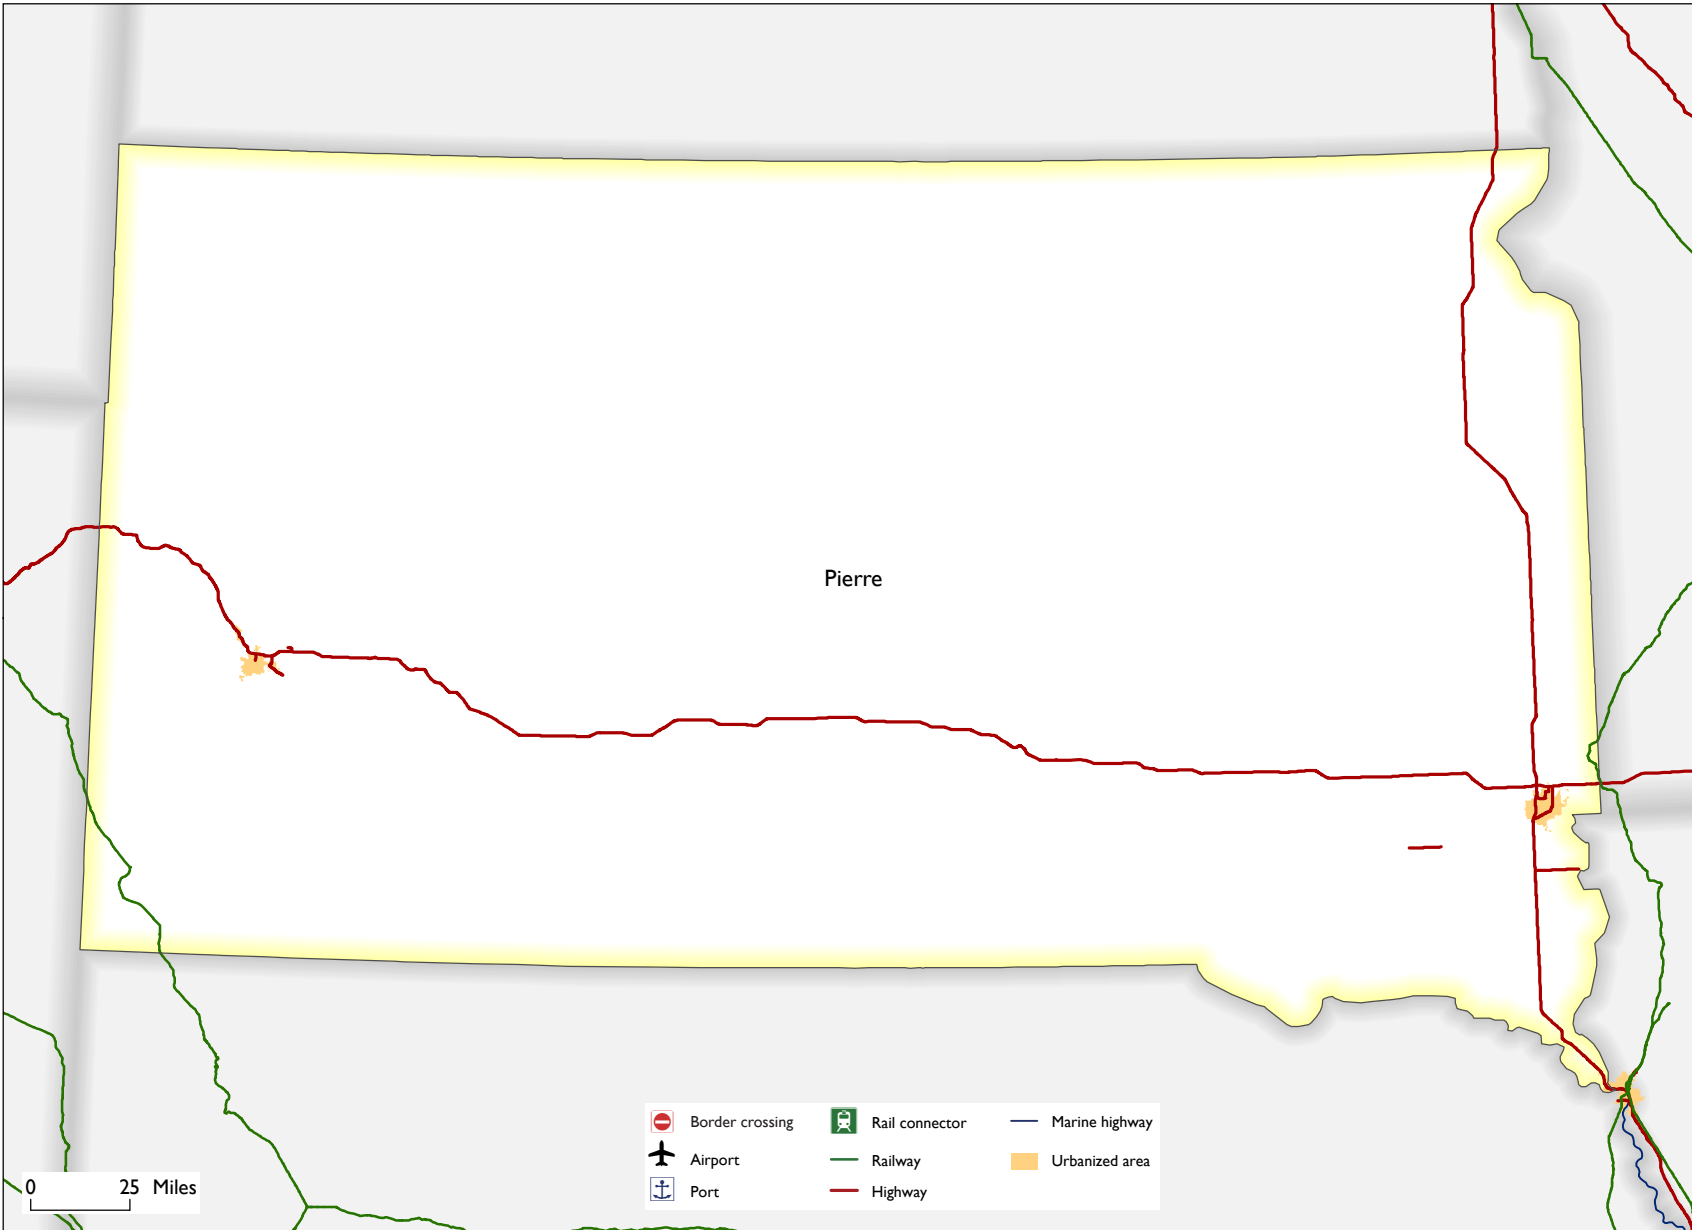 Pierre
Border crossing
Rail connector
Marine highway
Airport
Railway
Urbanized area
Port
Highway
0 25 Miles